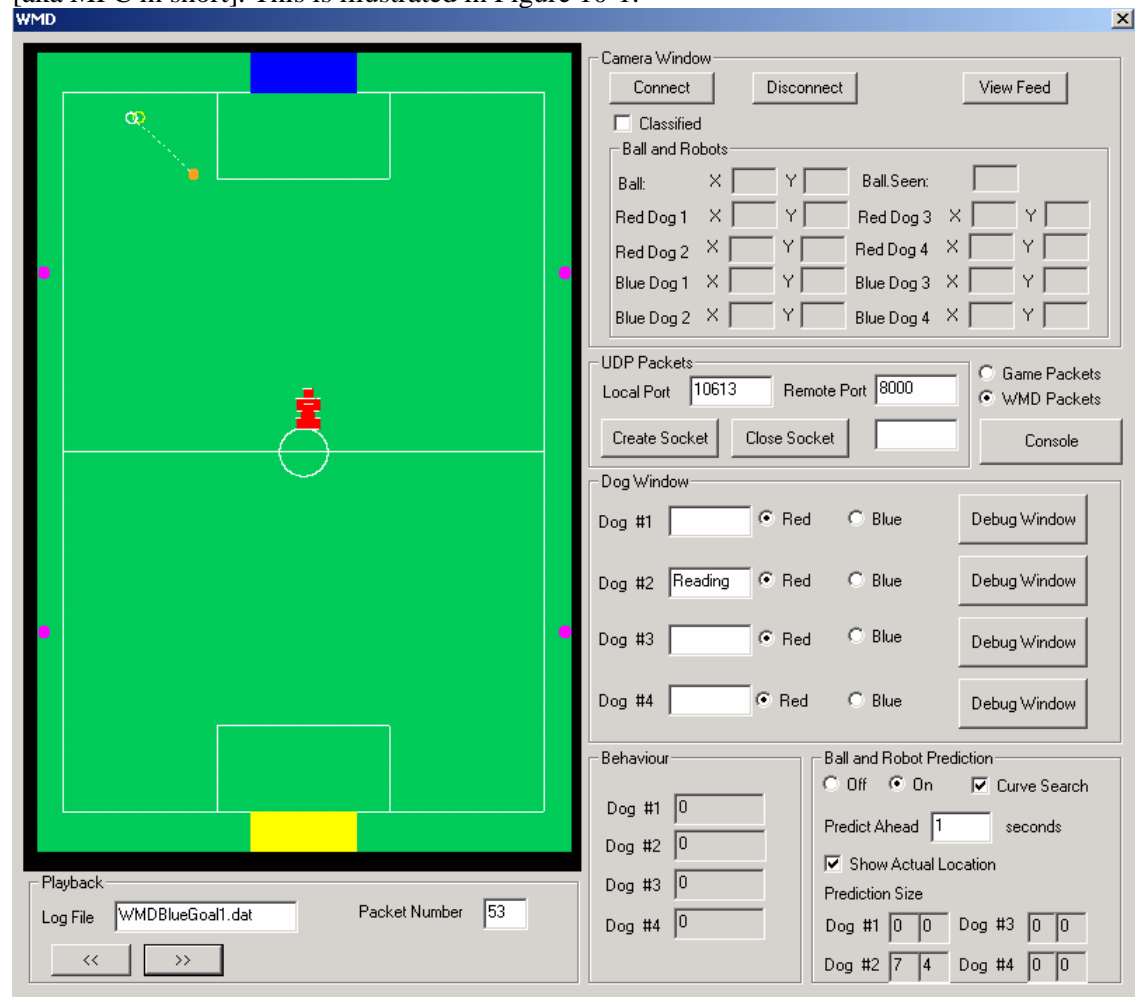 [aka MPC in short]. This is illustrated in Figure 10-1.
WMD
Camera Window
Connect Disconnect View Feed
Classified
Ball and Robots
Ball: X Y Ball.Seen:
Red Dog 1 X Y Red Dog 3 X Y
Red Dog 2 X Y Red Dog 4 X Y
Blue Dog 1 X Y Blue Dog 3 X Y
Blue Dog 2 X Y Blue Dog 4 X Y
UDP Packets
Local Port 10613 Remote Port 8000
Game Packets
WMD Packets
Create Socket Close Socket Console
Dog Window
Dog #1 Red Blue Debug Window
Dog #2 Reading Red Blue Debug Window
Dog #3 Red Blue Debug Window
Dog #4 Red Blue Debug Window
Behaviour
Dog #1 0
Dog #2 0
Dog #3 0
Dog #4 0
Ball and Robot Prediction
Off On Curve Search
Predict Ahead 1 seconds
Show Actual Location
Prediction Size
Dog #1 0 0 Dog #3 0 0
Dog #2 7 4 Dog #4 0 0
Playback
Log File WMDBlueGoal1.dat Packet Number 53
<< >>